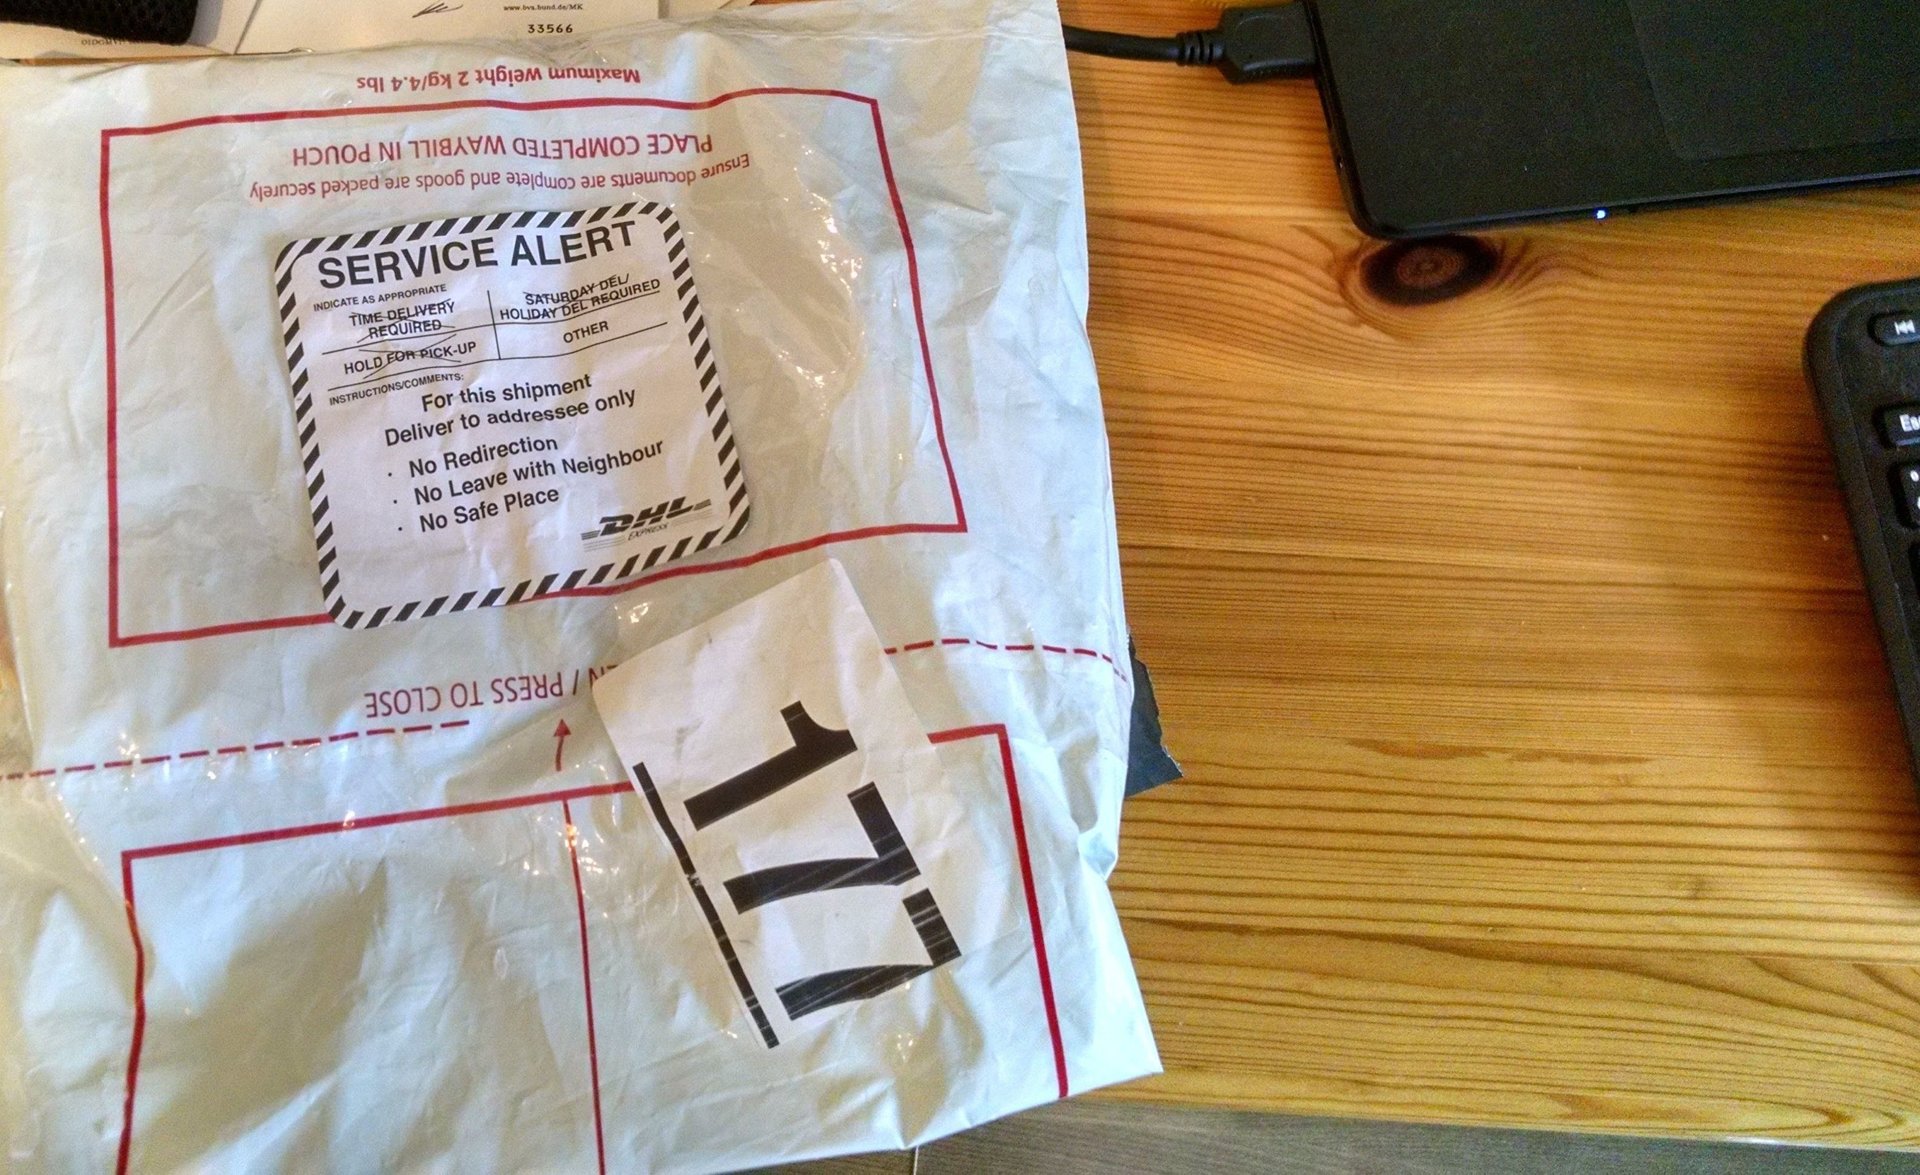 www.bva.bund.de/MK
33566
Maximum weight 2 kg/4.4 lbs
PLACE COMPLETED WAYBILL IN POUCH
Ensure documents are complete and goods are packed securely
SERVICE ALERT
INDICATE AS APPROPRIATE
TIME DELIVERY
REQUIRED
SATURDAY DEL/
HOLIDAY DEL REQUIRED
HOLD FOR PICK-UP
OTHER
INSTRUCTIONS/COMMENTS:
For this shipment
Deliver to addressee only
· No Redirection
· No Leave with Neighbour
· No Safe Place
DHL
EXPRESS
/ PRESS TO CLOSE
177